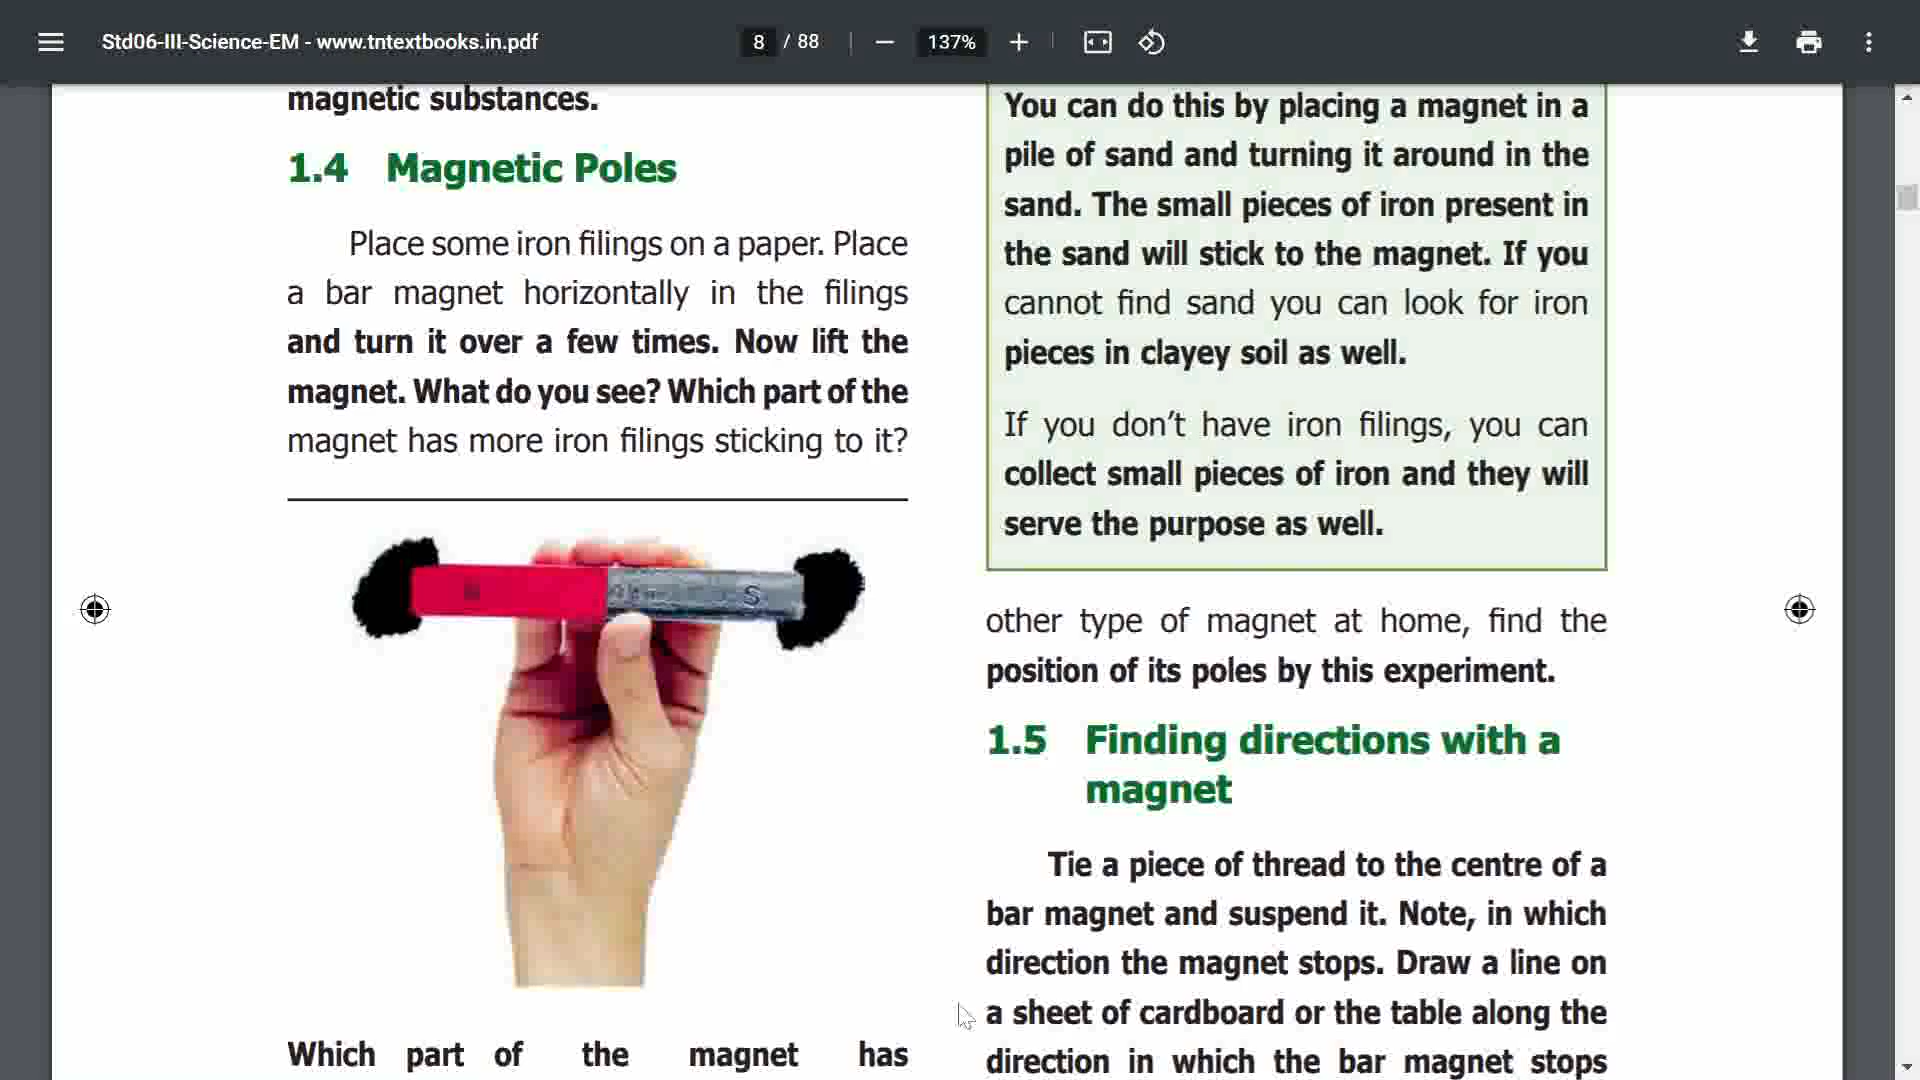 Std06-III-Science-EM - www.tntextbooks.in.pdf
8 / 88
137%
magnetic substances.
1.4 Magnetic Poles
Place some iron filings on a paper. Place
a bar magnet horizontally in the filings
and turn it over a few times. Now lift the
magnet. What do you see? Which part of the
magnet has more iron filings sticking to it?
S
Which part of the magnet has
You can do this by placing a magnet in a
pile of sand and turning it around in the
sand. The small pieces of iron present in
the sand will stick to the magnet. If you
cannot find sand you can look for iron
pieces in clayey soil as well.
If you don't have iron filings, you can
collect small pieces of iron and they will
serve the purpose as well.
other type of magnet at home, find the
position of its poles by this experiment.
1.5 Finding directions with a
magnet
Tie a piece of thread to the centre of a
bar magnet and suspend it. Note, in which
direction the magnet stops. Draw a line on
a sheet of cardboard or the table along the
direction in which the bar magnet stops